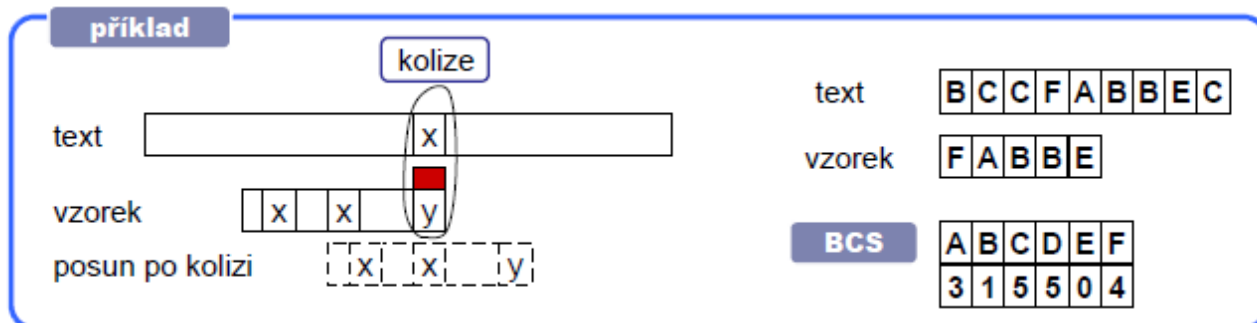 příklad
kolize
text x
vzorek x x y
posun po kolizi x x y
text B C C F A B B E C
vzorek F A B B E
BCS A B C D E F
3 1 5 5 0 4